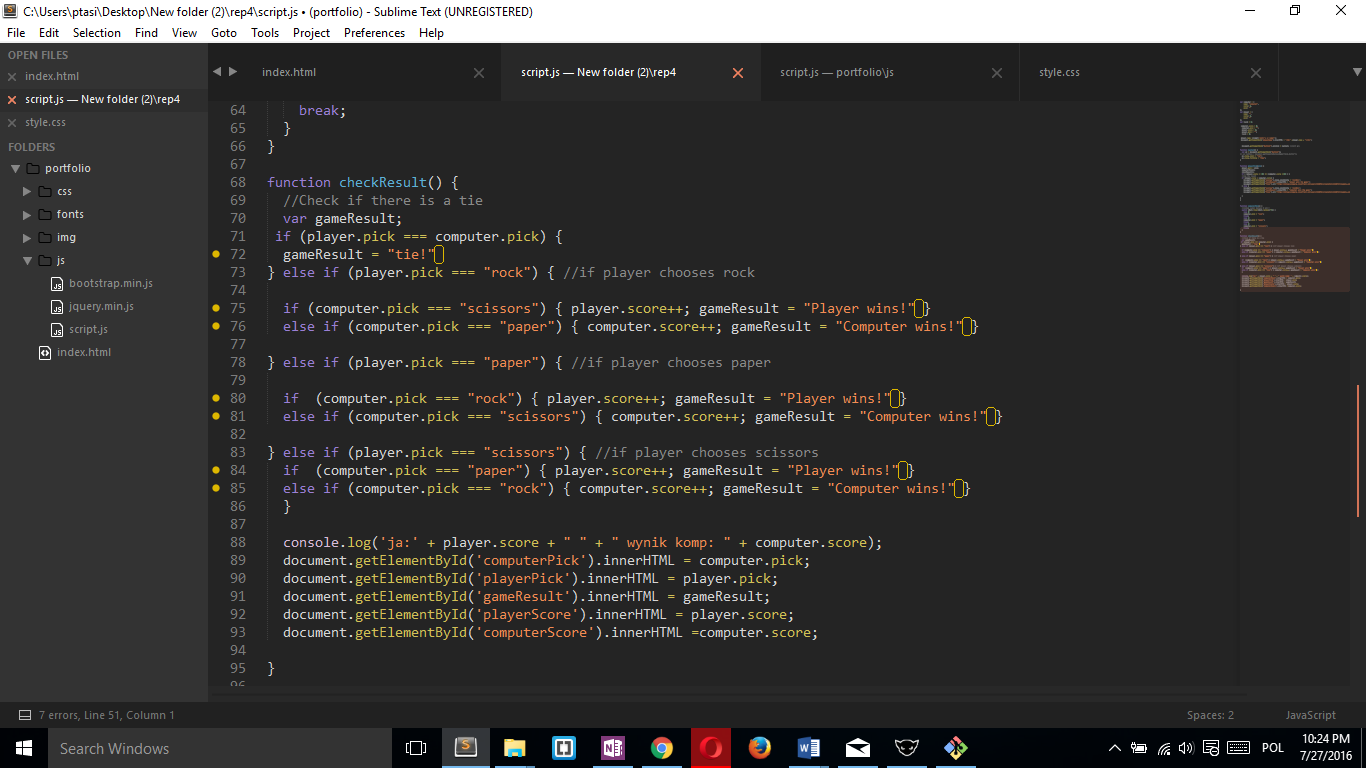 C:\Users\ptasi\Desktop\New folder (2)\rep4\script.js • (portfolio) - Sublime Text (UNREGISTERED)
File Edit Selection Find View Goto Tools Project Preferences Help
OPEN FILES
index.html
script.js — New folder (2)\rep4
style.css
FOLDERS
portfolio
css
fonts
img
js
bootstrap.min.js
jquery.min.js
script.js
index.html
index.html script.js — New folder (2)\rep4 script.js — portfolio\js style.css
64 break;
65 }
66 }
67
68 function checkResult() {
69 //Check if there is a tie
70 var gameResult;
71 if (player.pick === computer.pick) {
72 gameResult = "tie!"
73 } else if (player.pick === "rock") { //if player chooses rock
74
75 if (computer.pick === "scissors") { player.score++; gameResult = "Player wins!" }
76 else if (computer.pick === "paper") { computer.score++; gameResult = "Computer wins!" }
77
78 } else if (player.pick === "paper") { //if player chooses paper
79
80 if (computer.pick === "rock") { player.score++; gameResult = "Player wins!" }
81 else if (computer.pick === "scissors") { computer.score++; gameResult = "Computer wins!" }
82
83 } else if (player.pick === "scissors") { //if player chooses scissors
84 if (computer.pick === "paper") { player.score++; gameResult = "Player wins!" }
85 else if (computer.pick === "rock") { computer.score++; gameResult = "Computer wins!" }
86 }
87
88 console.log('ja:' + player.score + " " + " wynik komp: " + computer.score);
89 document.getElementById('computerPick').innerHTML = computer.pick;
90 document.getElementById('playerPick').innerHTML = player.pick;
91 document.getElementById('gameResult').innerHTML = gameResult;
92 document.getElementById('playerScore').innerHTML = player.score;
93 document.getElementById('computerScore').innerHTML =computer.score;
94
95 }
96
7 errors, Line 51, Column 1 Spaces: 2 JavaScript
Search Windows
POL
10:24 PM
7/27/2016